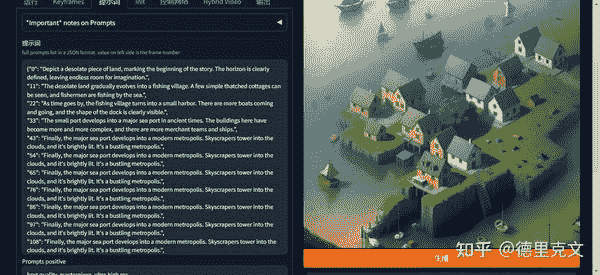 运行 Keyframes 提示词 Init 控制网络 Hybrid Video 输出
*Important* notes on Prompts
提示词
full prompts list in a JSON format. value on left side is the frame number
{"0": "Depict a desolate piece of land, marking the beginning of the story. The horizon is clearly
defined, leaving endless room for imagination.",
"11": "The desolate land gradually evolves into a fishing village. A few simple thatched cottages can
be seen, and fishermen are fishing by the sea.",
"22": "As time goes by, the fishing village turns into a small harbor. There are more boats coming
and going, and the shape of the dock is clearly visible.",
"33": "The small port develops into a major sea port in ancient times. The buildings here have
become more and more complex, and there are more merchant teams and ships.",
"43": "Finally, the major sea port develops into a modern metropolis. Skyscrapers tower into the
clouds, and it's brightly lit. It's a bustling metropolis.",
"54": "Finally, the major sea port develops into a modern metropolis. Skyscrapers tower into the
clouds, and it's brightly lit. It's a bustling metropolis.",
"65": "Finally, the major sea port develops into a modern metropolis. Skyscrapers tower into the
clouds, and it's brightly lit. It's a bustling metropolis.",
"76": "Finally, the major sea port develops into a modern metropolis. Skyscrapers tower into the
clouds, and it's brightly lit. It's a bustling metropolis.",
"86": "Finally, the major sea port develops into a modern metropolis. Skyscrapers tower into the
clouds, and it's brightly lit. It's a bustling metropolis.",
"97": "Finally, the major sea port develops into a modern metropolis. Skyscrapers tower into the
clouds, and it's brightly lit. It's a bustling metropolis.",
"108": "Finally, the major sea port develops into a modern metropolis. Skyscrapers tower into the
clouds, and it's brightly lit. It's a bustling metropolis.
Prompts positive
生成
知乎 @德里克文